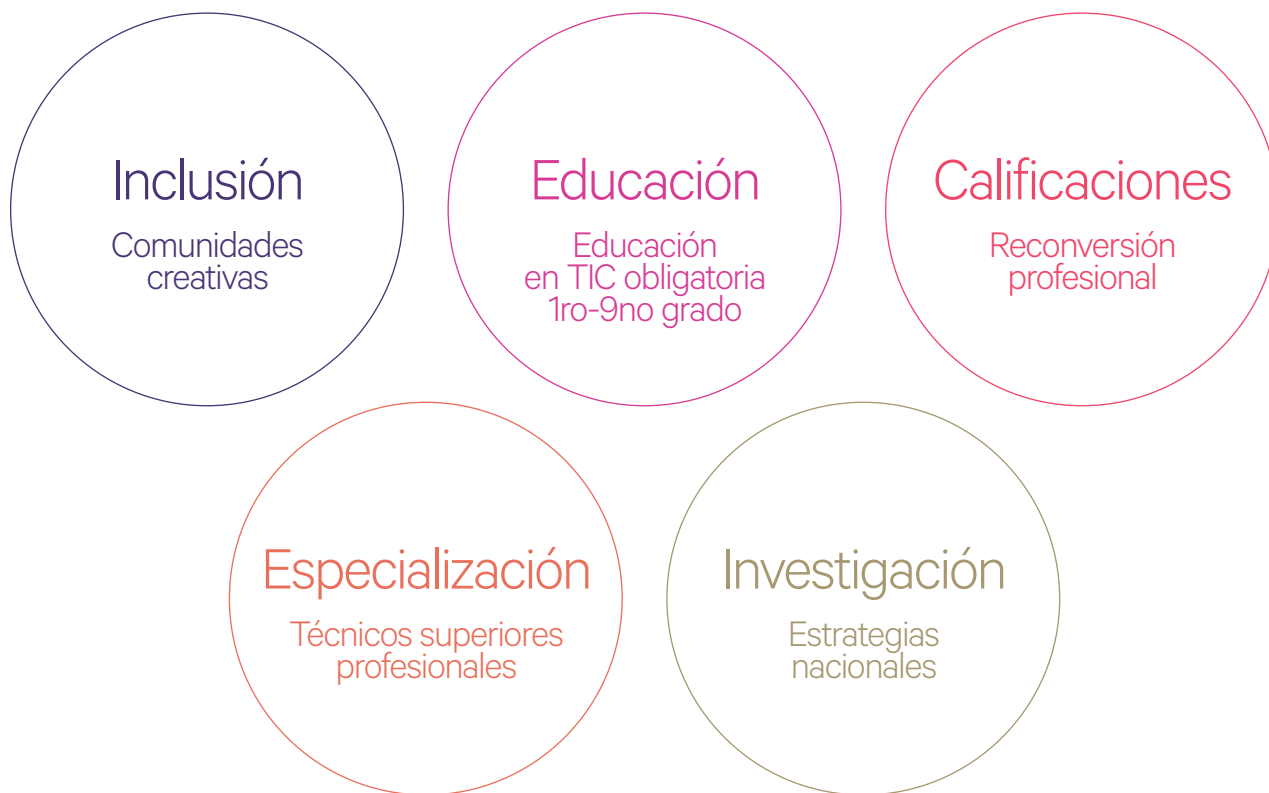 Inclusión
Comunidades
creativas
Educación
Educación
en TIC obligatoria
1ro-9no grado
Calificaciones
Reconversión
profesional
Especialización
Técnicos superiores
profesionales
Investigación
Estrategias
nacionales